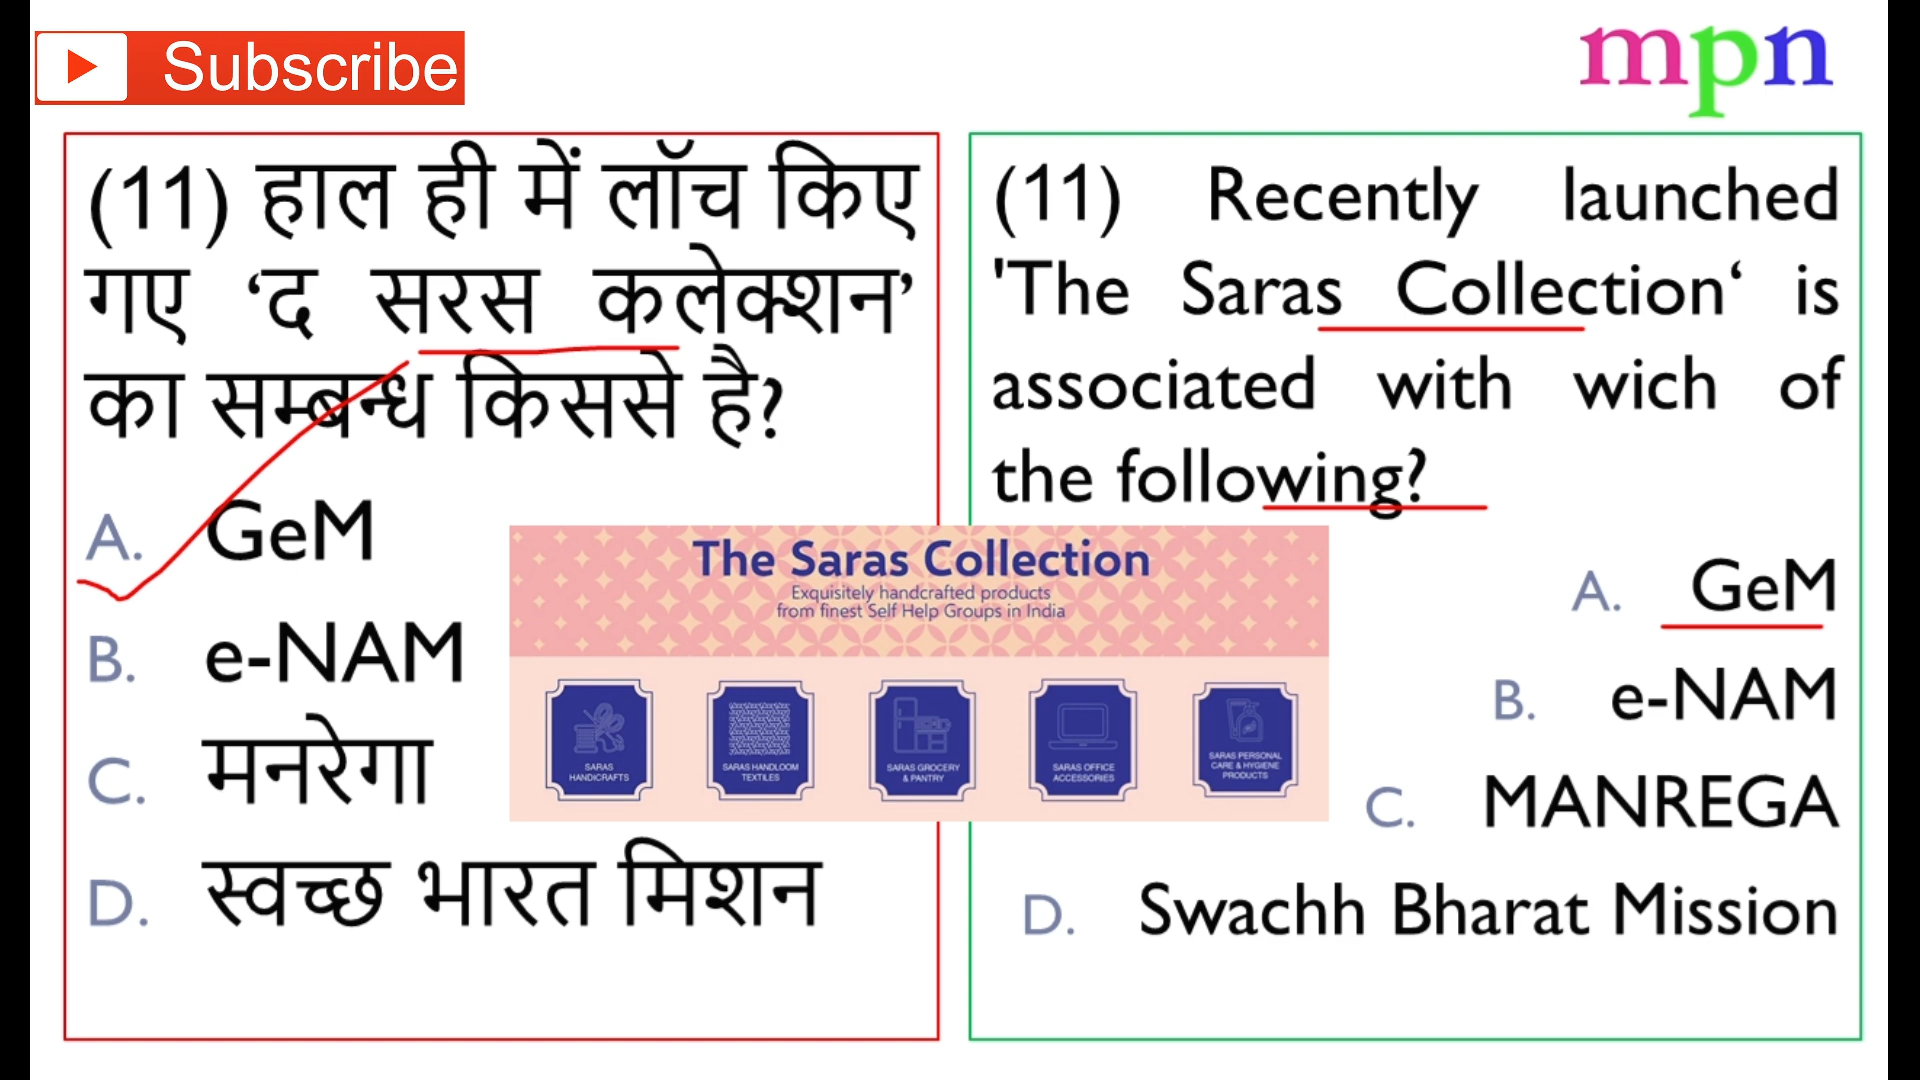 Subscribe
mpn
(11) हाल ही में लॉच किए
गए ‘द सरस कलेक्शन’
का सम्बन्ध किससे है?
A. GeM
B. e-NAM
C. मनरेगा
D. स्वच्छ भारत मिशन
(11) Recently launched
'The Saras Collection‘ is
associated with wich of
the following?
A. GeM
B. e-NAM
C. MANREGA
D. Swachh Bharat Mission
The Saras Collection
Exquisitely handcrafted products
from finest Self Help Groups in India
SARAS
HANDICRAFTS
SARAS HANDLOOM
TEXTILES
SARAS GROCERY
& PANTRY
SARAS OFFICE
ACCESSORIES
SARAS PERSONAL
CARE & HYGIENE
PRODUCTS